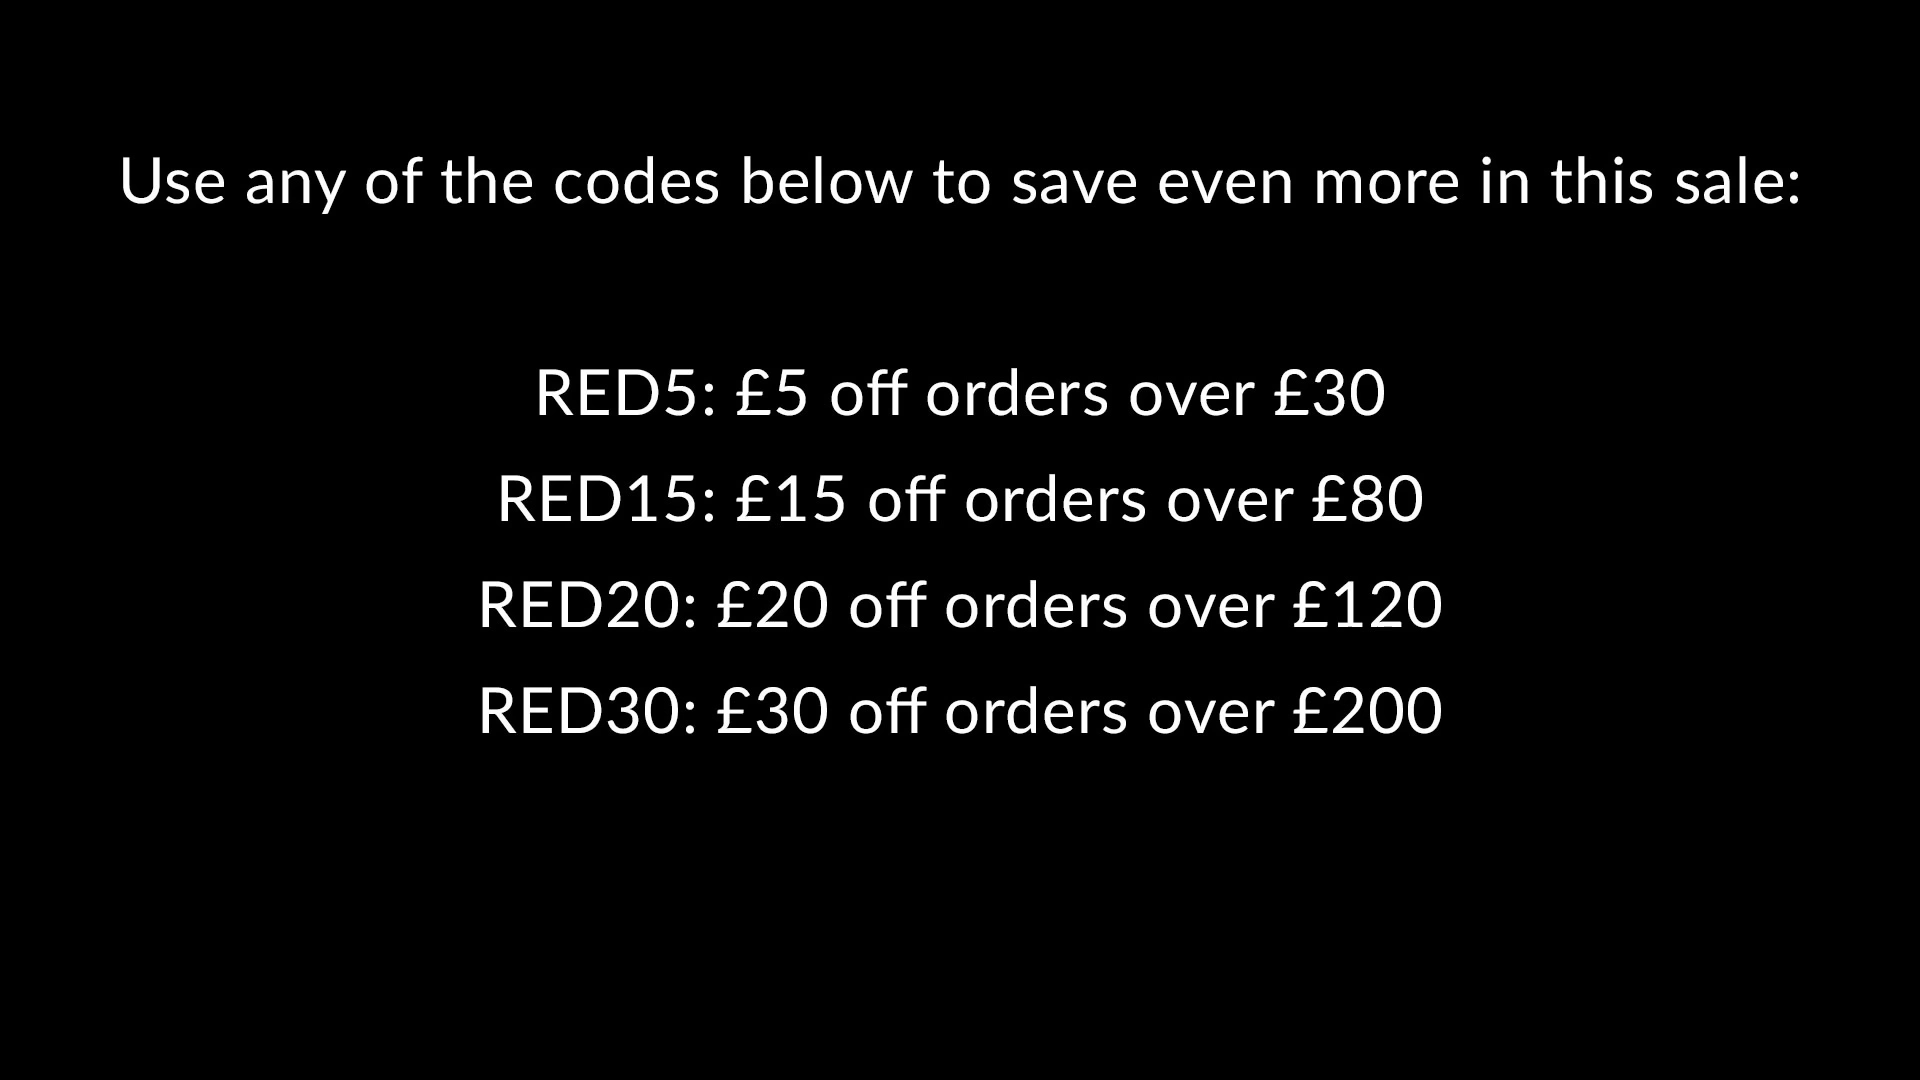 Use any of the codes below to save even more in this sale:
RED5: £5 off orders over £30
RED15: £15 off orders over £80
RED20: £20 off orders over £120
RED30: £30 off orders over £200